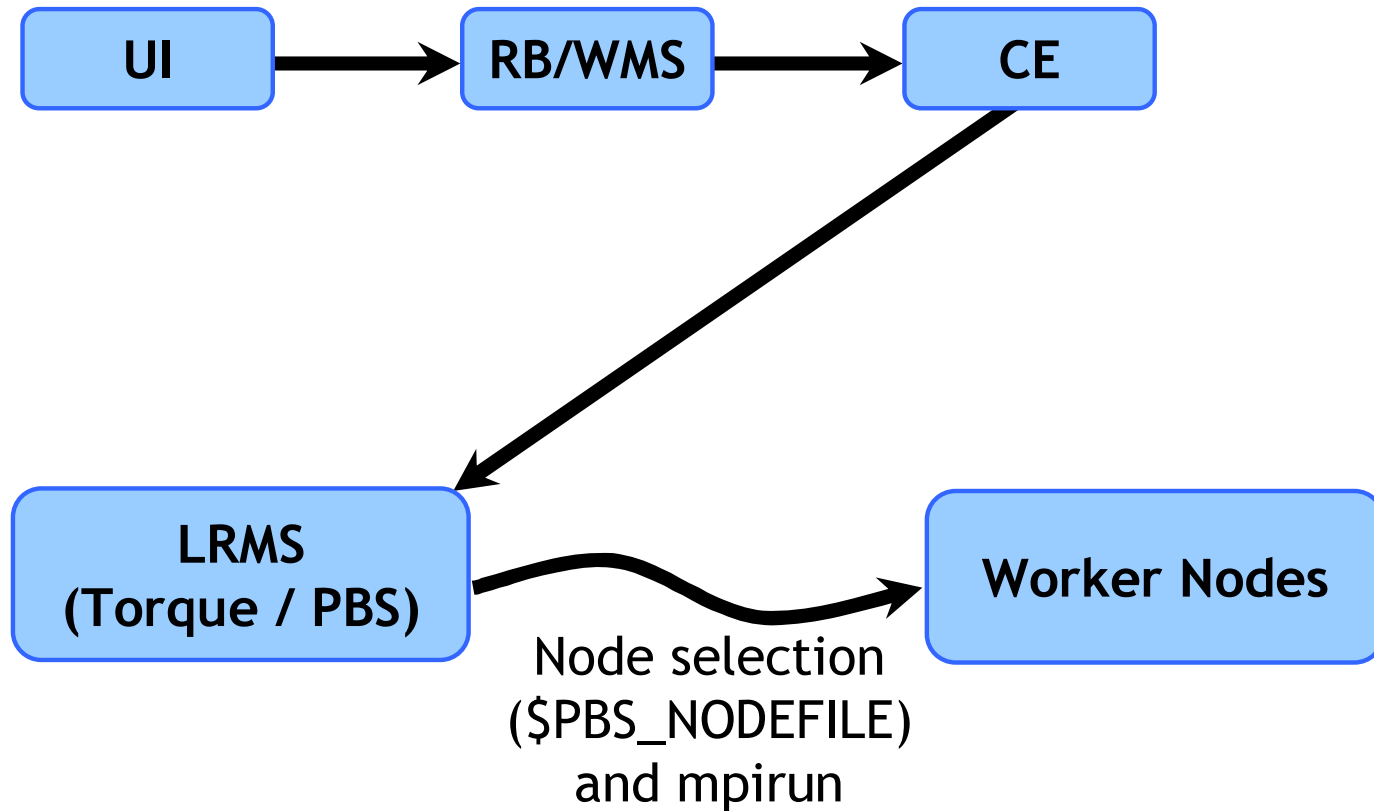 UI
RB/WMS
CE
LRMS
(Torque / PBS)
Worker Nodes
Node selection
($PBS_NODEFILE)
and mpirun